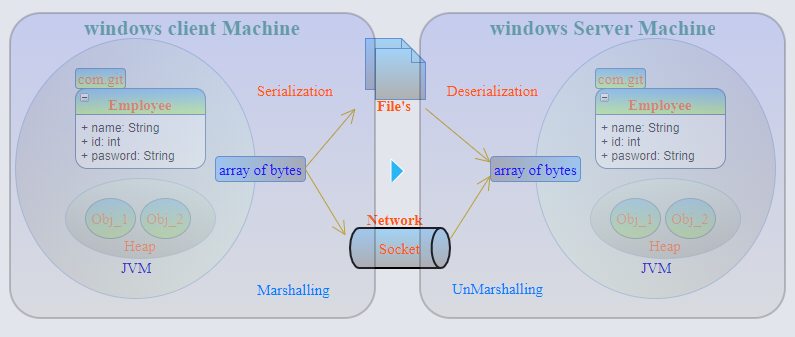 windows client Machine
com.git
Employee
+ name: String
+ id: int
+ pasword: String
array of bytes
Obj_1
Obj_2
Heap
JVM
Serialization
Marshalling
File's
Network
Socket
windows Server Machine
Deserialization
UnMarshalling
array of bytes
com.git
Employee
+ name: String
+ id: int
+ pasword: String
Obj_1
Obj_2
Heap
JVM